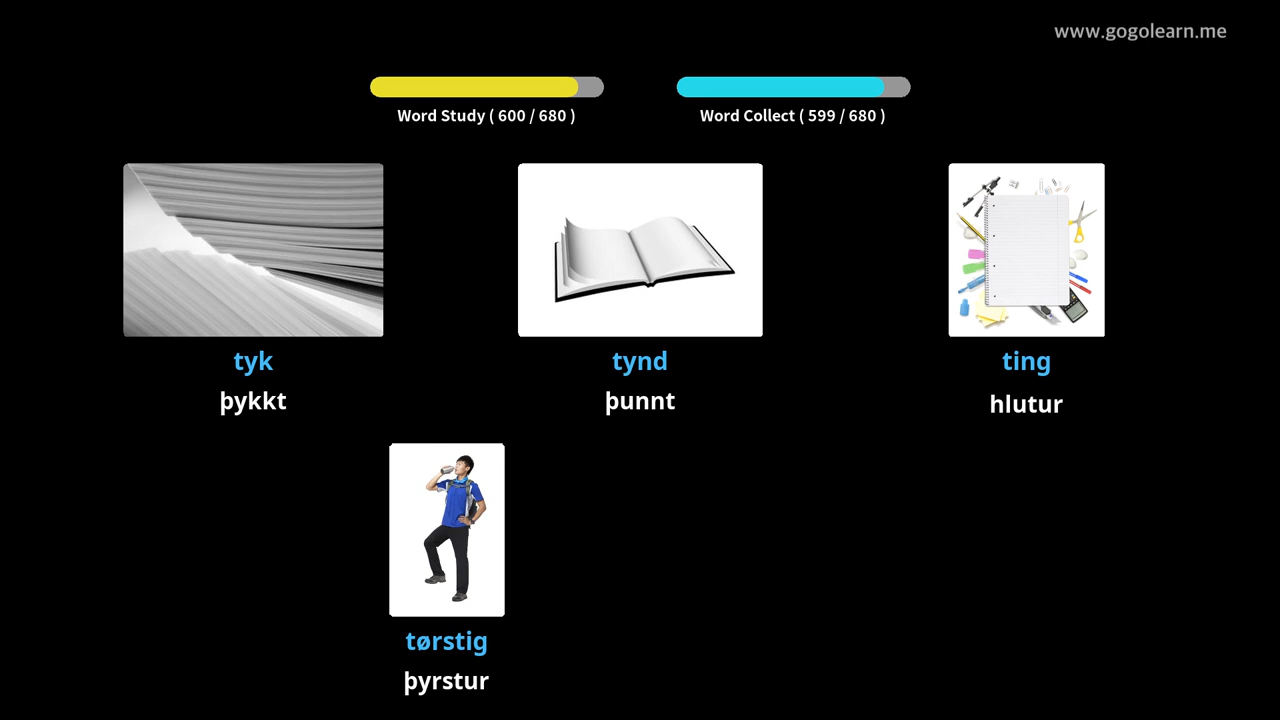 www.gogolearn.me
Word Study ( 600 / 680 )
Word Collect ( 599 / 680 )
tyk
þykkt
tynd
þunnt
ting
hlutur
tørstig
þyrstur